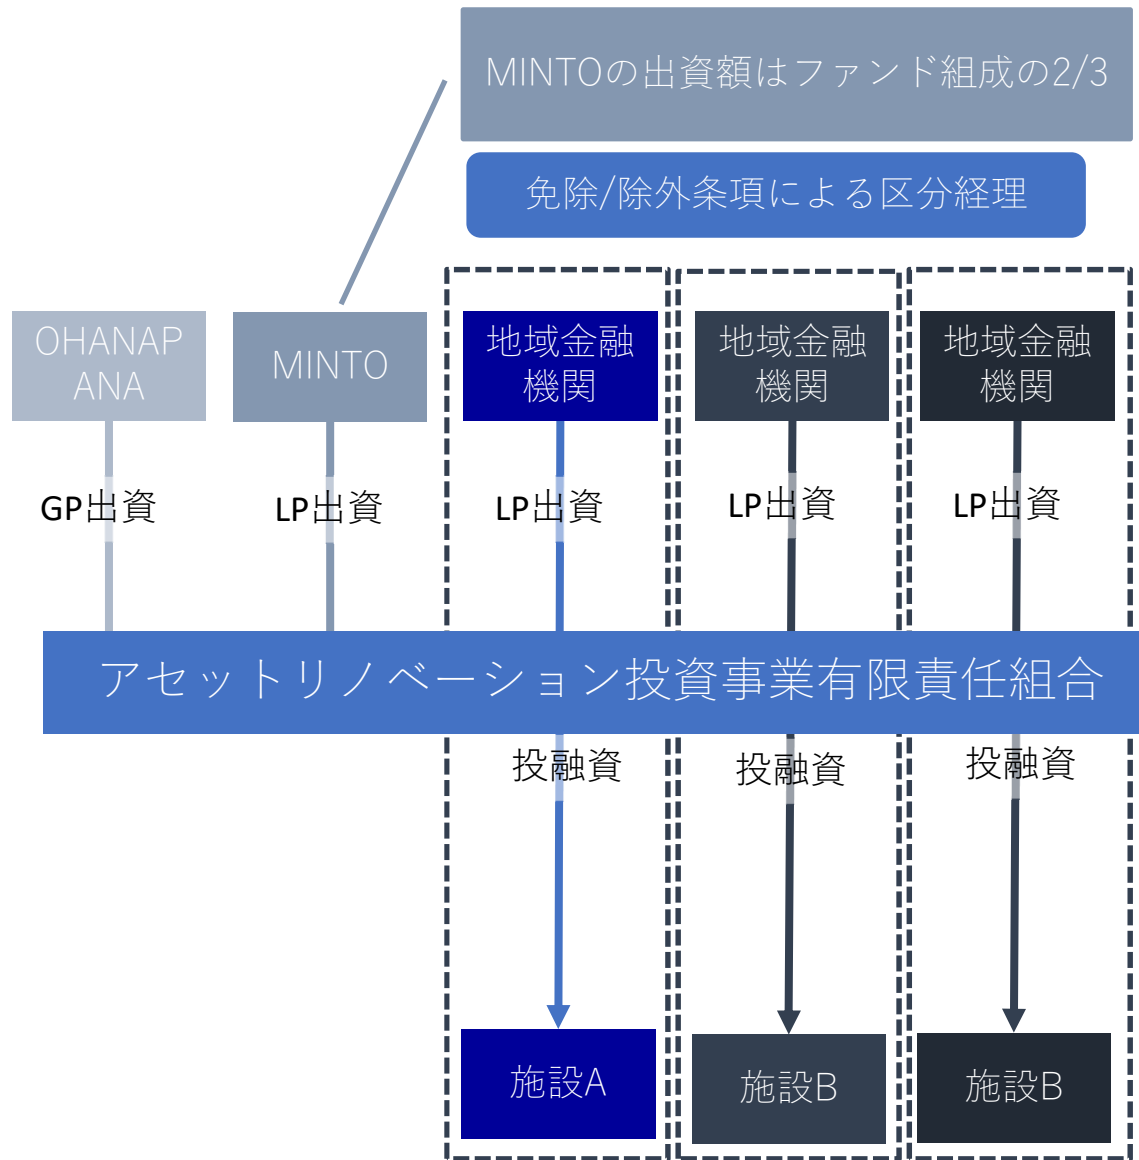 MINTOの出資額はファンド組成の2/3
免除/除外条項による区分経理
OHANAP
ANA
MINTO
地域金融
機関
地域金融
機関
地域金融
機関
GP出資
LP出資
LP出資
LP出資
LP出資
アセットリノベーション投資事業有限責任組合
投融資
投融資
投融資
施設A
施設B
施設B